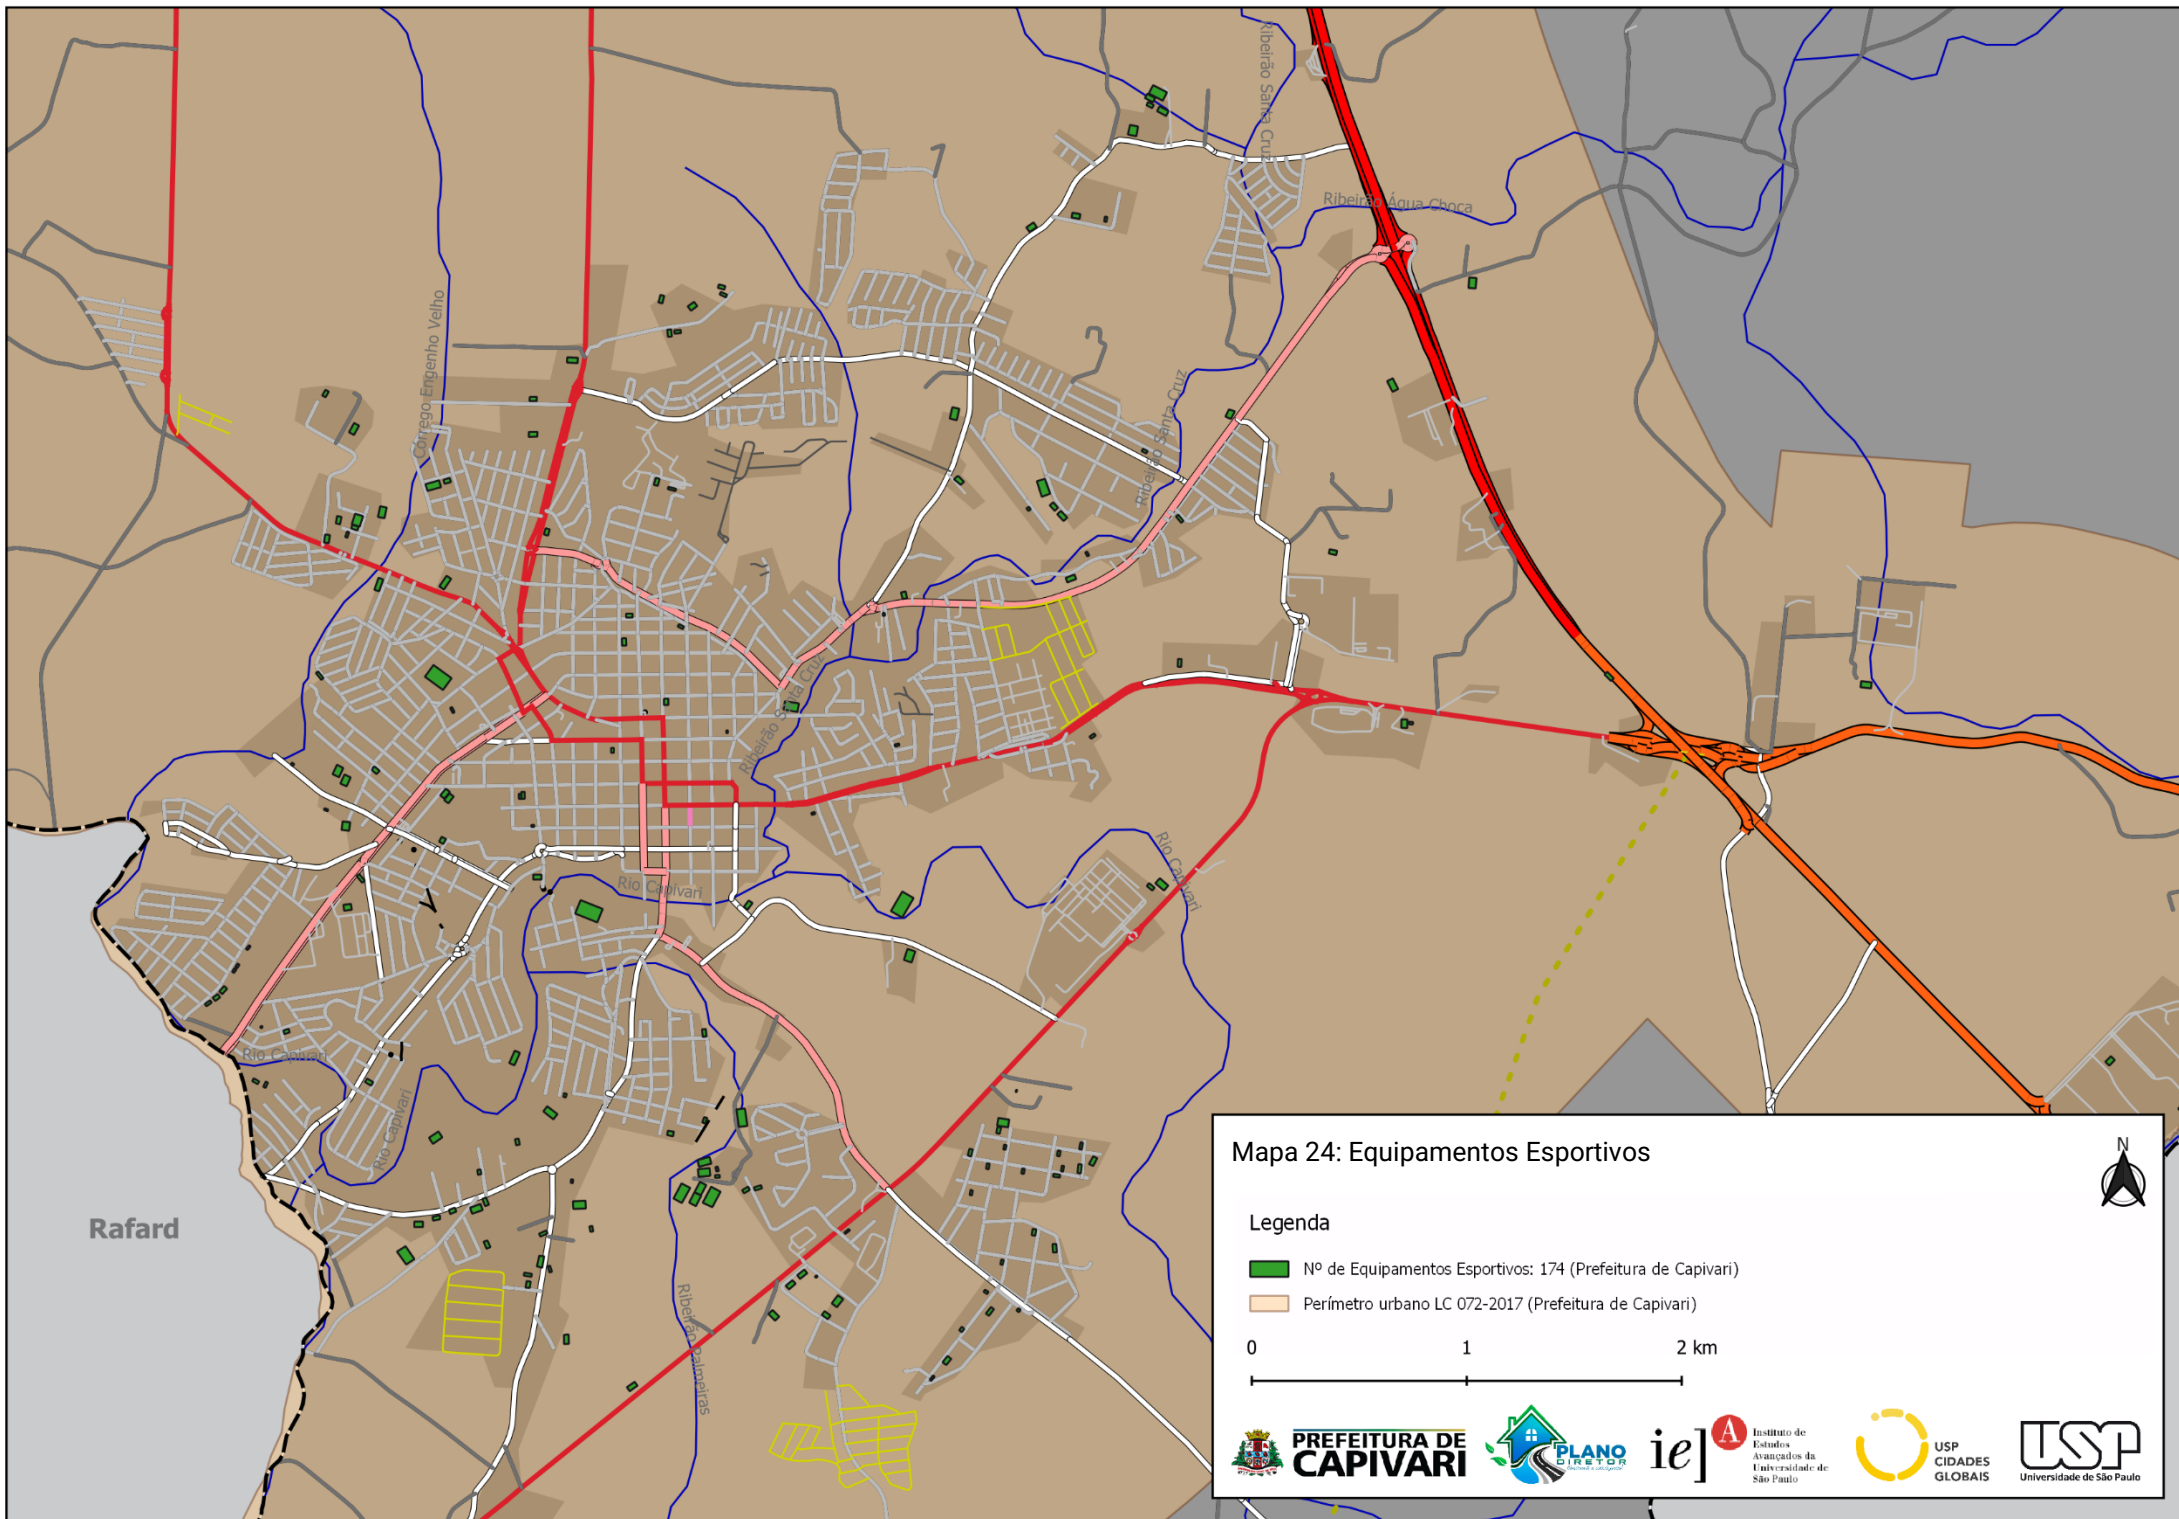 Ribeirão Santa Cruz
Ribeirão Água Choca
Córrego Engenho Velho
Ribeirão Santa Cruz
Ribeirão Santa Cruz
Rio Capivari
Rio Capivari
Rio Capivari
Rio Capivari
Rafard
Ribeirão Palmeiras
Mapa 24: Equipamentos Esportivos
N
Legenda
Nº de Equipamentos Esportivos: 174 (Prefeitura de Capivari)
Perímetro urbano LC 072-2017 (Prefeitura de Capivari)
0 1 2 km
PREFEITURA DE
CAPIVARI
PLANO
DIRETOR
iea]
Instituto de
Estudos
Avançados da
Universidade de
São Paulo
USP
CIDADES
GLOBAIS
USP
Universidade de São Paulo